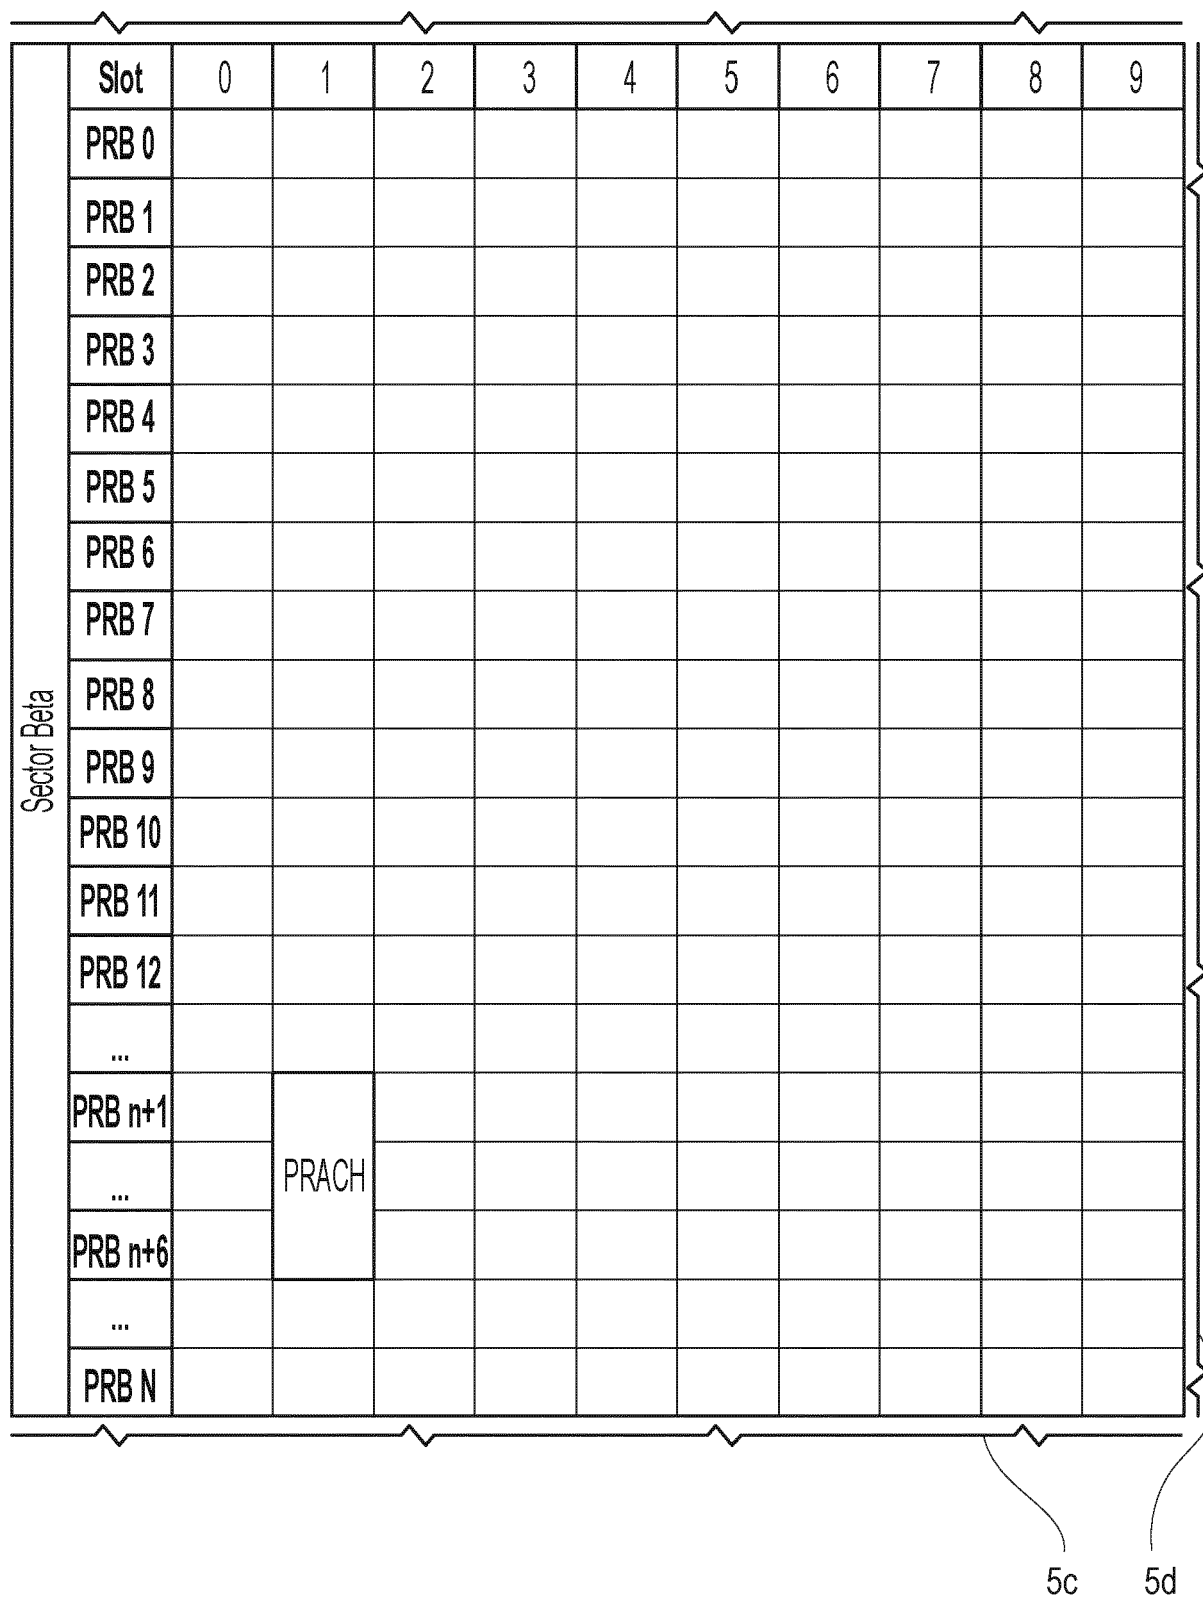 Sector Beta
Slot 0 1 2 3 4 5 6 7 8 9
PRB 0
PRB 1
PRB 2
PRB 3
PRB 4
PRB 5
PRB 6
PRB 7
PRB 8
PRB 9
PRB 10
PRB 11
PRB 12
...
PRB n+1
... PRACH
PRB n+6
...
PRB N
5c 5d